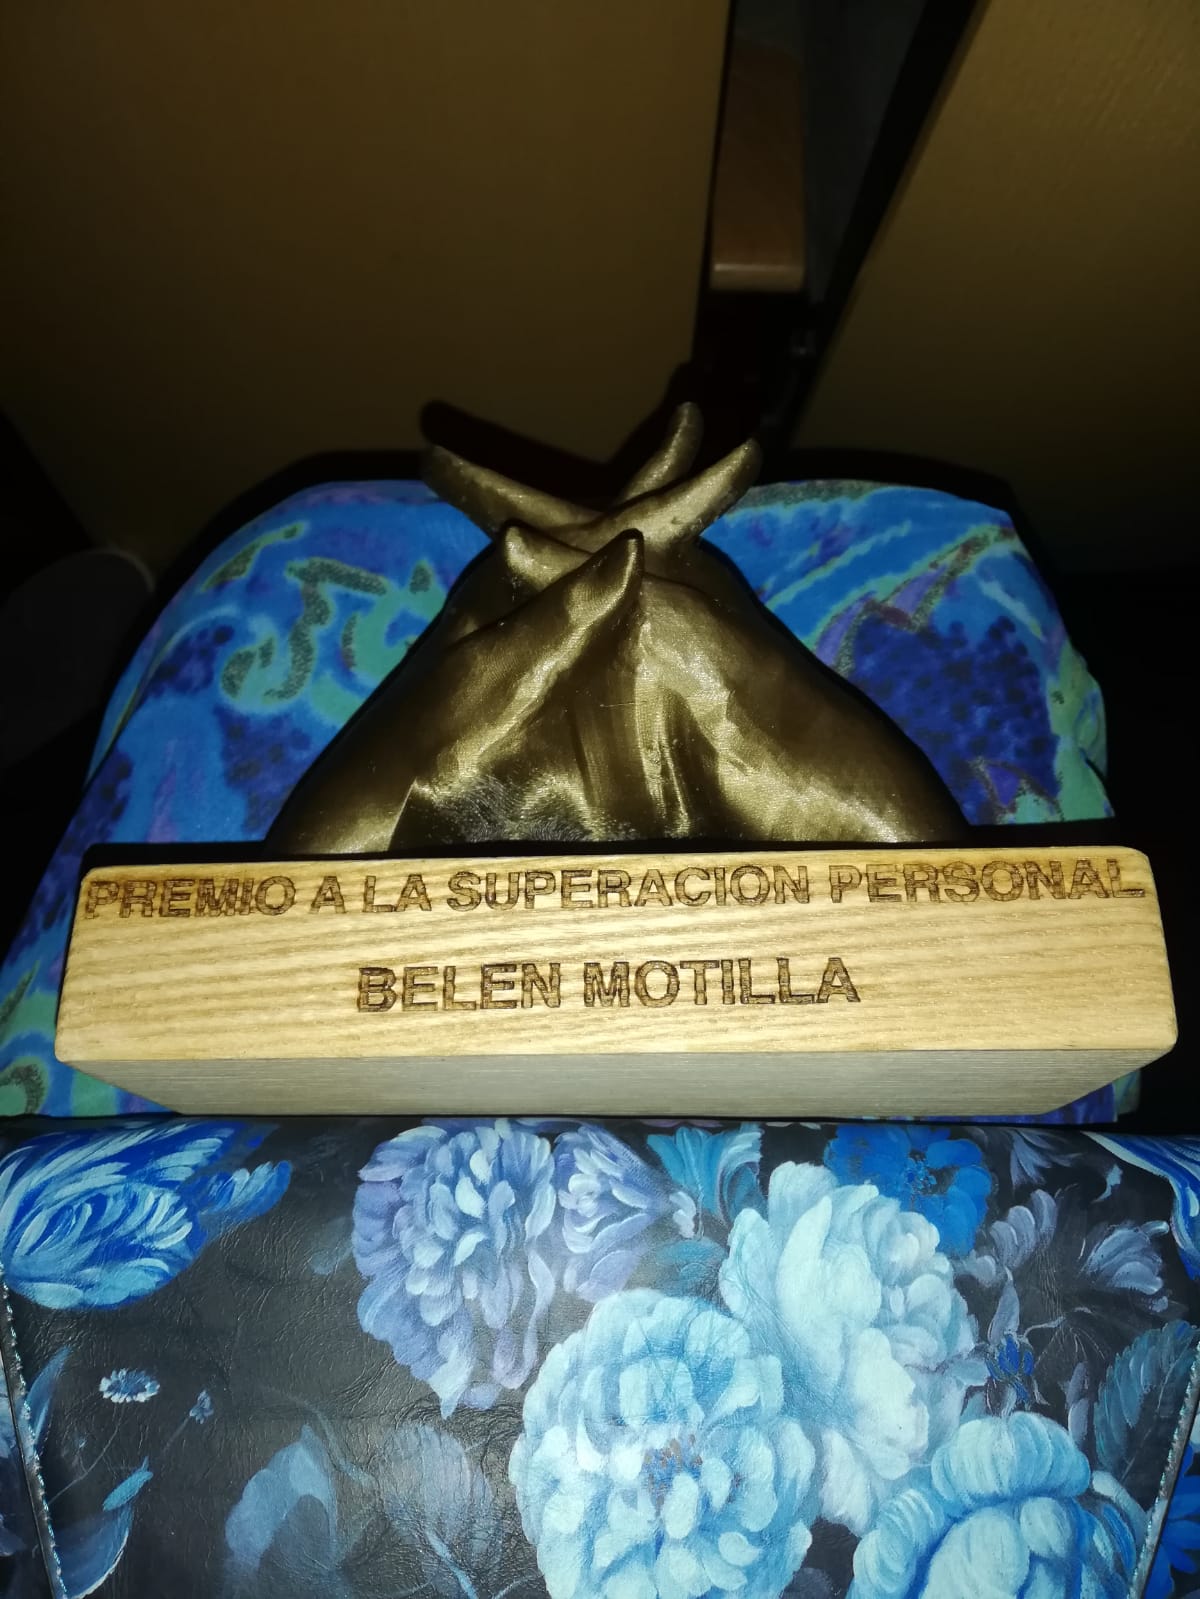 PREMIO A LA SUPERACION PERSONAL
BELEN MOTILLA